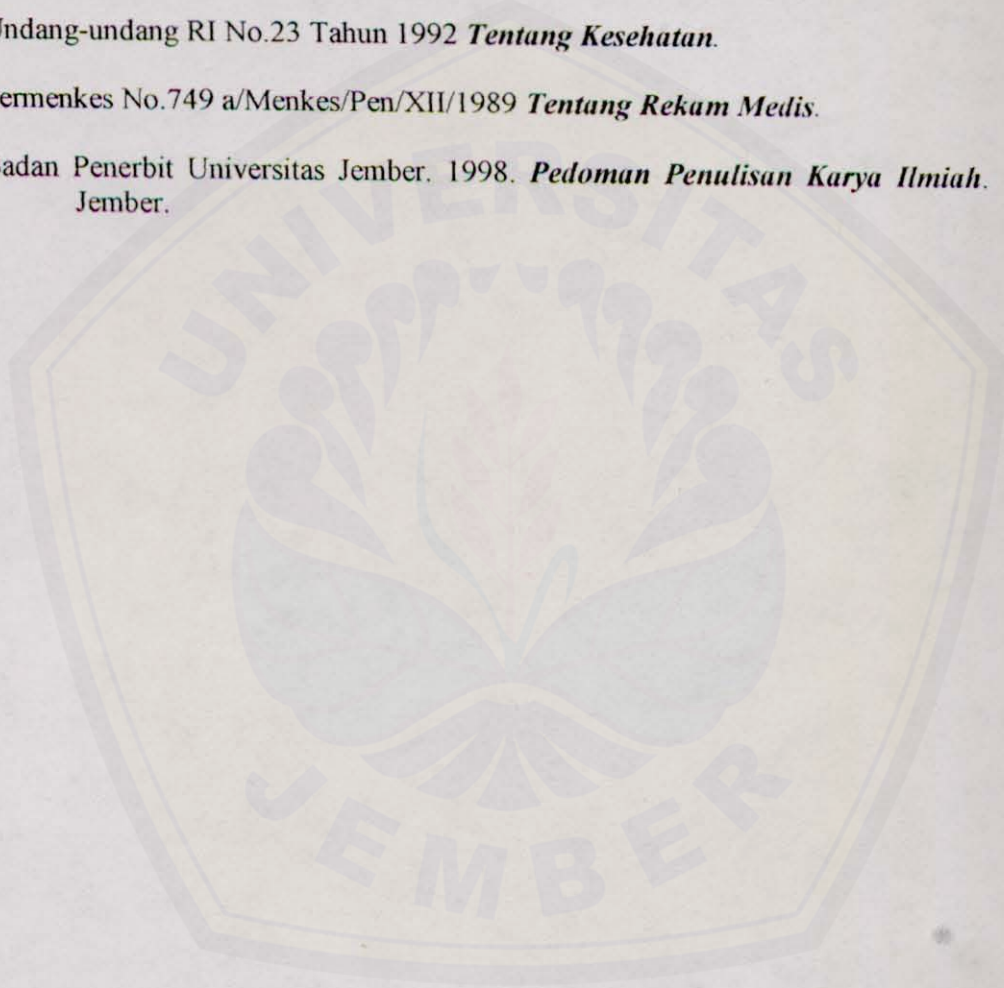 ndang-undang RI No.23 Tahun 1992 Tentang Kesehatan.
ermenkes No.749 a/Menkes/Pen/XII/1989 Tentang Rekam Medis.
adan Penerbit Universitas Jember. 1998. Pedoman Penulisan Karya Ilmiah.
Jember.
UNIVERSITAS
JEMBER